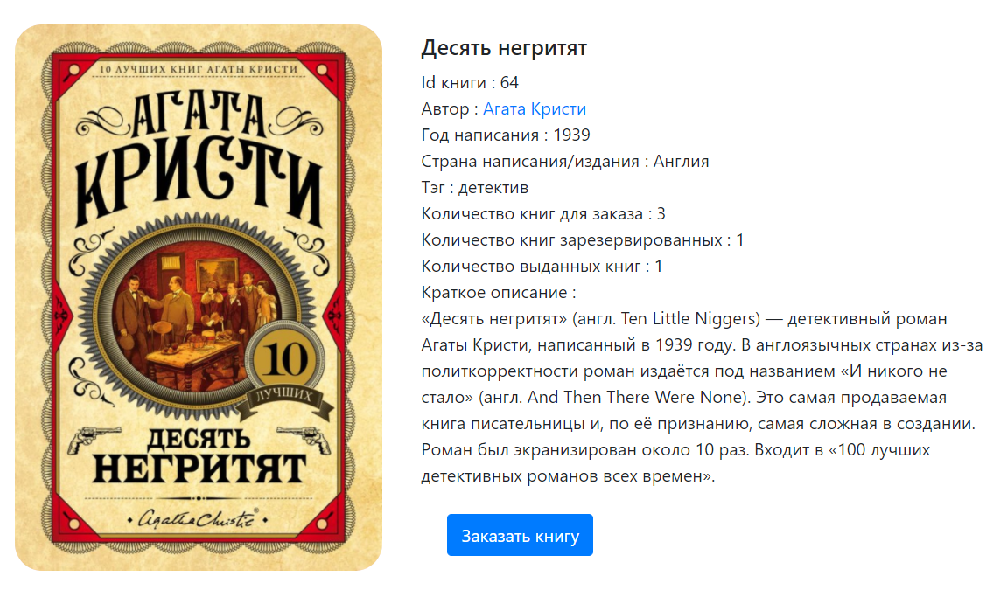 10 ЛУЧШИХ КНИГ АГАТЫ КРИСТИ
АГАТА
КРИСТИ
10
ЛУЧШИХ
ДЕСЯТЬ
НЕГРИТЯТ
Agatha Christie®
Десять негритят
Id книги : 64
Автор : Агата Кристи
Год написания : 1939
Страна написания/издания : Англия
Тэг : детектив
Количество книг для заказа : 3
Количество книг зарезервированных : 1
Количество выданных книг : 1
Краткое описание :
«Десять негритят» (англ. Ten Little Niggers) — детективный роман
Агаты Кристи, написанный в 1939 году. В англоязычных странах из-за
политкорректности роман издаётся под названием «И никого не
стало» (англ. And Then There Were None). Это самая продаваемая
книга писательницы и, по её признанию, самая сложная в создании.
Роман был экранизирован около 10 раз. Входит в «100 лучших
детективных романов всех времен».
Заказать книгу